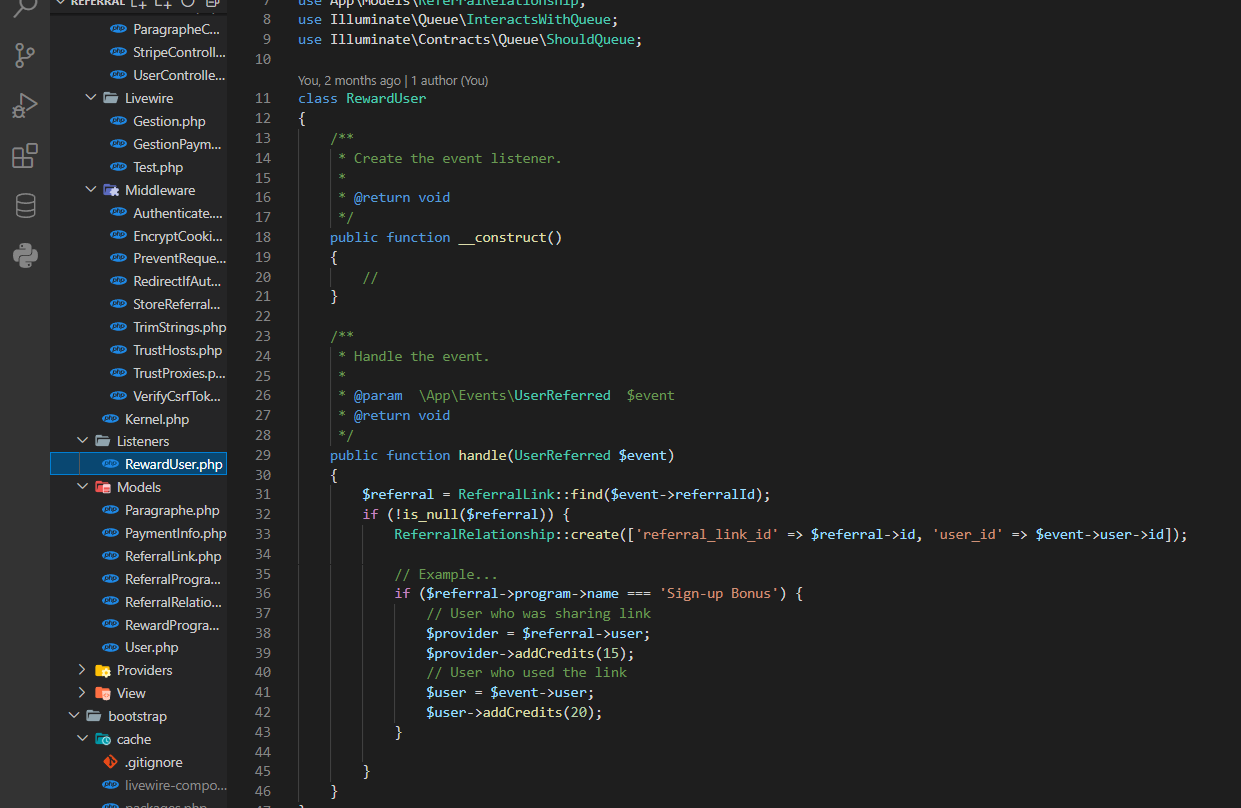 REFERRAL
ParagrapheC...
StripeControll...
UserControlle...
Livewire
Gestion.php
GestionPaym...
Test.php
Middleware
Authenticate....
EncryptCooki...
PreventReque...
RedirectIfAut...
StoreReferral...
TrimStrings.php
TrustHosts.php
TrustProxies.p...
VerifyCsrfTok...
Kernel.php
Listeners
RewardUser.php
Models
Paragraphe.php
PaymentInfo.php
ReferralLink.php
ReferralProgra...
ReferralRelatio...
RewardProgra...
User.php
Providers
View
bootstrap
cache
.gitignore
livewire-compo...
packages.php
7 use App\Models\ReferralRelationship;
8 use Illuminate\Queue\InteractsWithQueue;
9 use Illuminate\Contracts\Queue\ShouldQueue;
10
You, 2 months ago | 1 author (You)
11 class RewardUser
12 {
13 /**
14 * Create the event listener.
15 *
16 * @return void
17 */
18 public function __construct()
19 {
20 //
21 }
22
23 /**
24 * Handle the event.
25 *
26 * @param \App\Events\UserReferred $event
27 * @return void
28 */
29 public function handle(UserReferred $event)
30 {
31 $referral = ReferralLink::find($event->referralId);
32 if (!is_null($referral)) {
33 ReferralRelationship::create(['referral_link_id' => $referral->id, 'user_id' => $event->user->id]);
34
35 // Example...
36 if ($referral->program->name === 'Sign-up Bonus') {
37 // User who was sharing link
38 $provider = $referral->user;
39 $provider->addCredits(15);
40 // User who used the link
41 $user = $event->user;
42 $user->addCredits(20);
43 }
44
45 }
46 }
47 }